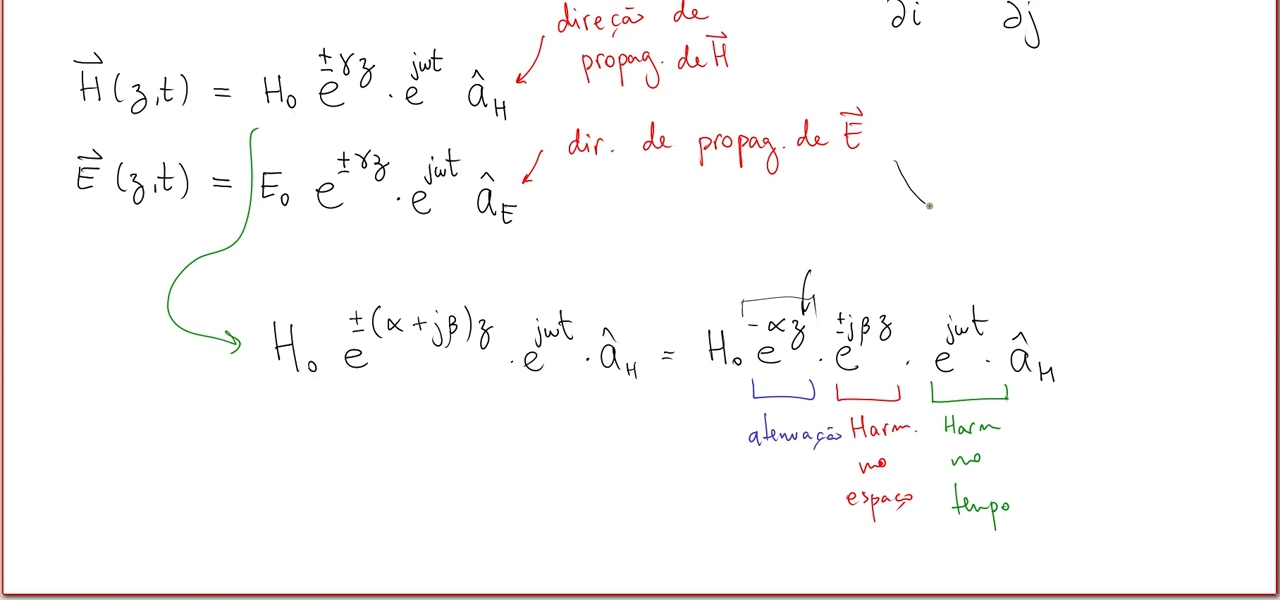 direção de
propag. de H⃗
∂i ∂j
H⃗(z,t) = H₀ e^{±γz} · e^{jωt} â_H
dir. de propag. de E⃗
E⃗(z,t) = E₀ e^{±γz} · e^{jωt} â_E
H₀ e^{±(α+jβ)z} · e^{jωt} · â_H = H₀ e^{-αz} · e^{±jβz} · e^{jωt} · â_H
atenuação Harm. Harm
no no
espaço tempo